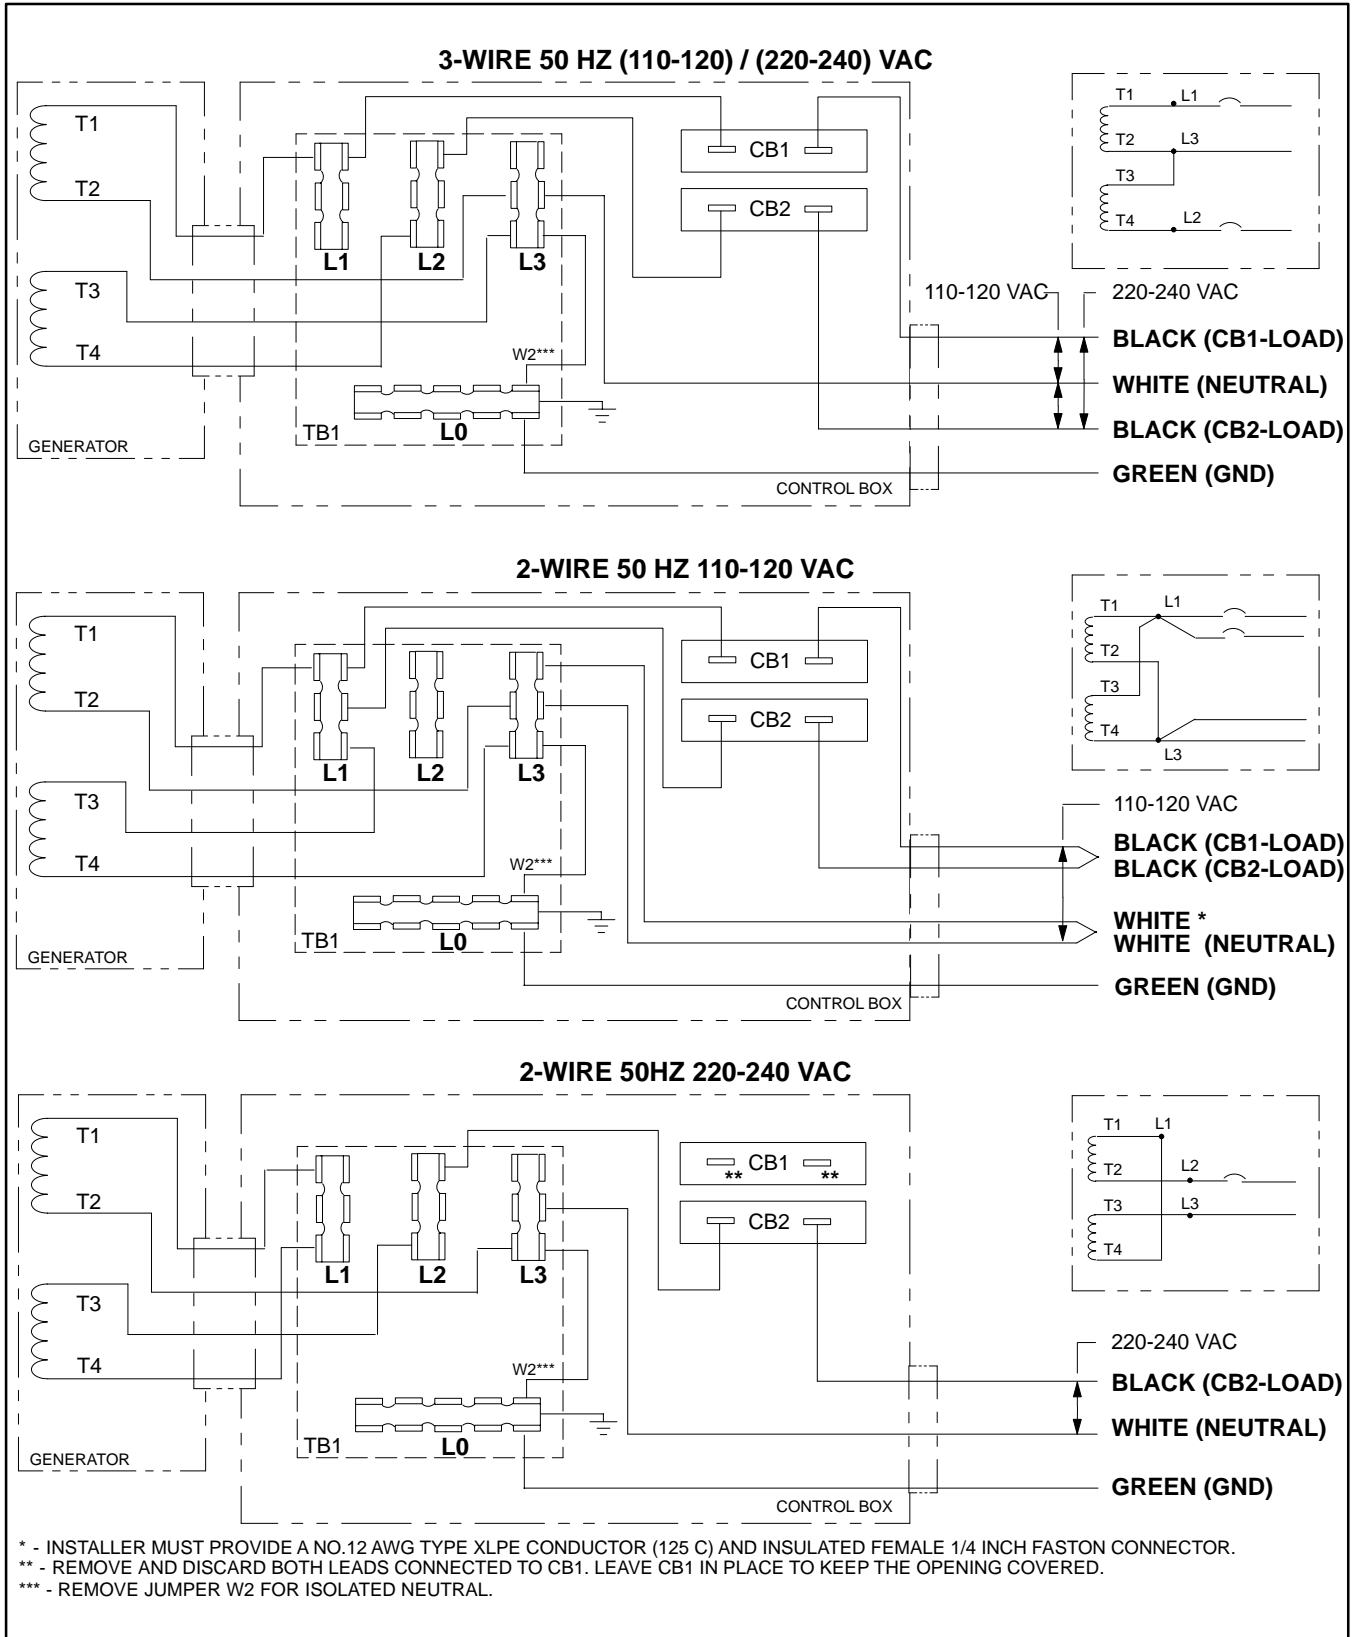 3-WIRE 50 HZ (110-120) / (220-240) VAC
T1
T2
T3
T4
GENERATOR
L1
L2
L3
W2***
TB1
L0
CB1
CB2
CONTROL BOX
T1
L1
T2
L3
T3
T4
L2
110-120 VAC
220-240 VAC
BLACK (CB1-LOAD)
WHITE (NEUTRAL)
BLACK (CB2-LOAD)
GREEN (GND)
2-WIRE 50 HZ 110-120 VAC
T1
T2
T3
T4
GENERATOR
L1
L2
L3
W2***
TB1
L0
CB1
CB2
CONTROL BOX
T1
L1
T2
T3
T4
L3
110-120 VAC
BLACK (CB1-LOAD)
BLACK (CB2-LOAD)
WHITE *
WHITE (NEUTRAL)
GREEN (GND)
2-WIRE 50HZ 220-240 VAC
T1
T2
T3
T4
GENERATOR
L1
L2
L3
W2***
TB1
L0
CB1
** **
CB2
CONTROL BOX
T1
L1
T2
L2
T3
L3
T4
220-240 VAC
BLACK (CB2-LOAD)
WHITE (NEUTRAL)
GREEN (GND)
* - INSTALLER MUST PROVIDE A NO.12 AWG TYPE XLPE CONDUCTOR (125 C) AND INSULATED FEMALE 1/4 INCH FASTON CONNECTOR.
** - REMOVE AND DISCARD BOTH LEADS CONNECTED TO CB1. LEAVE CB1 IN PLACE TO KEEP THE OPENING COVERED.
*** - REMOVE JUMPER W2 FOR ISOLATED NEUTRAL.